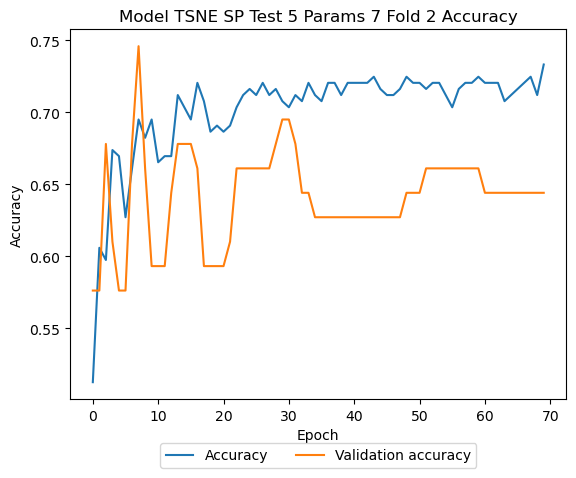 Model TSNE SP Test 5 Params 7 Fold 2 Accuracy
0.75
0.70
0.65
0.60
0.55
Accuracy
0 10 20 30 40 50 60 70
Epoch
Accuracy Validation accuracy